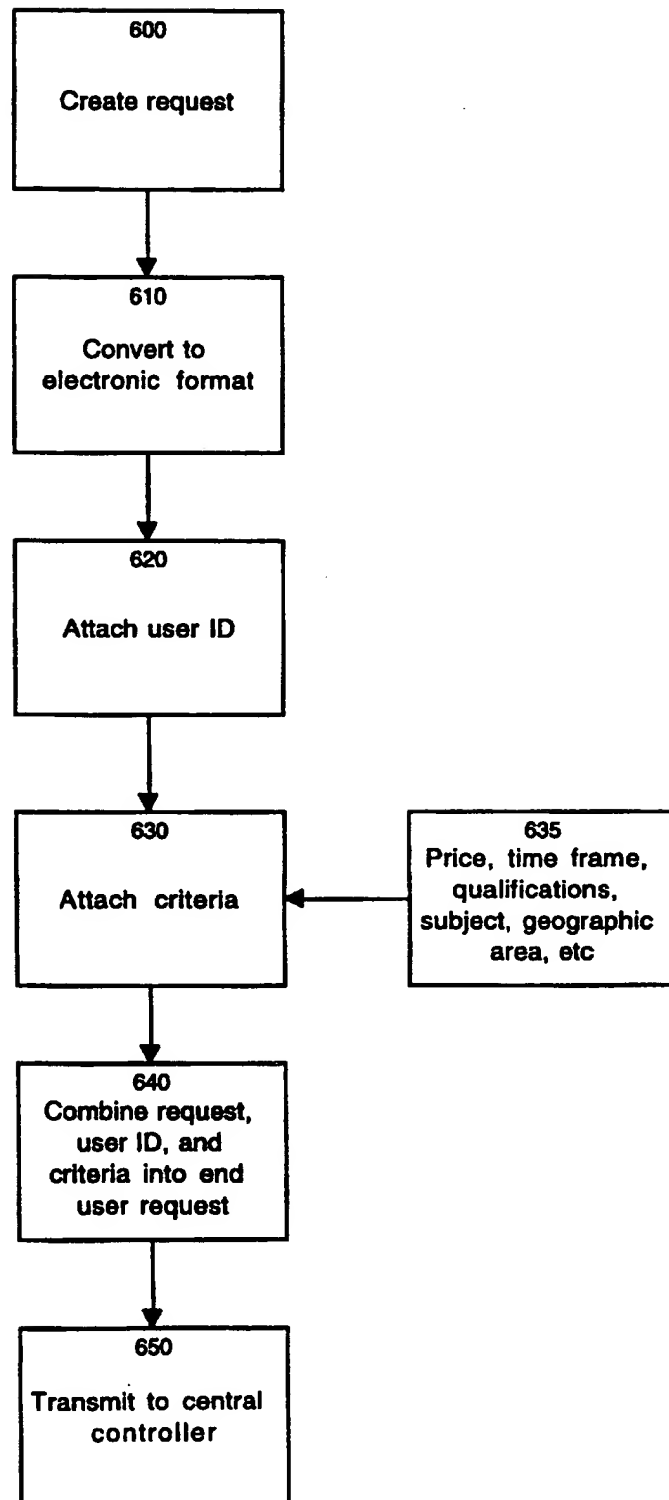 600
Create request
610
Convert to
electronic format
620
Attach user ID
630
Attach criteria
635
Price, time frame,
qualifications,
subject, geographic
area, etc
640
Combine request,
user ID, and
criteria into end
user request
650
Transmit to central
controller